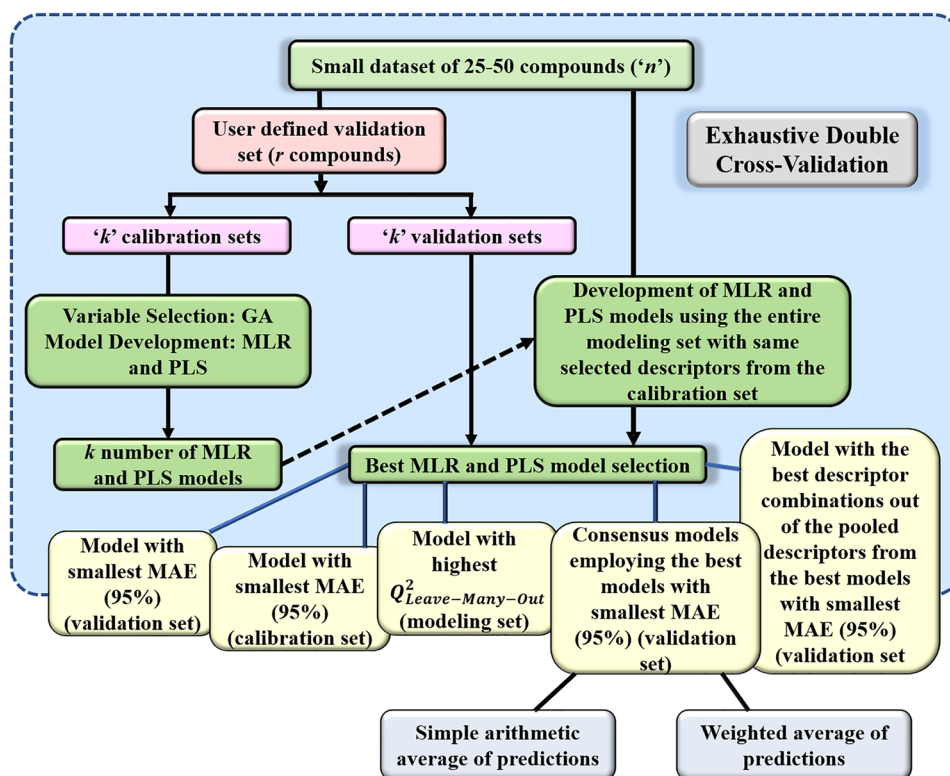 Small dataset of 25-50 compounds (‘n’)
User defined validation
set (r compounds)
Exhaustive Double
Cross-Validation
‘k’ calibration sets
‘k’ validation sets
Variable Selection: GA
Model Development: MLR
and PLS
Development of MLR and
PLS models using the entire
modeling set with same
selected descriptors from the
calibration set
k number of MLR
and PLS models
Best MLR and PLS model selection
Model with
smallest MAE
(95%)
(validation set)
Model with
smallest MAE
(95%)
(calibration set)
Model with
highest
Q²Leave−Many−Out
(modeling set)
Consensus models
employing the best
models with
smallest MAE
(95%) (validation
set)
Model with the
best descriptor
combinations out
of the pooled
descriptors from
the best models
with smallest
MAE (95%)
(validation set
Simple arithmetic
average of predictions
Weighted average of
predictions